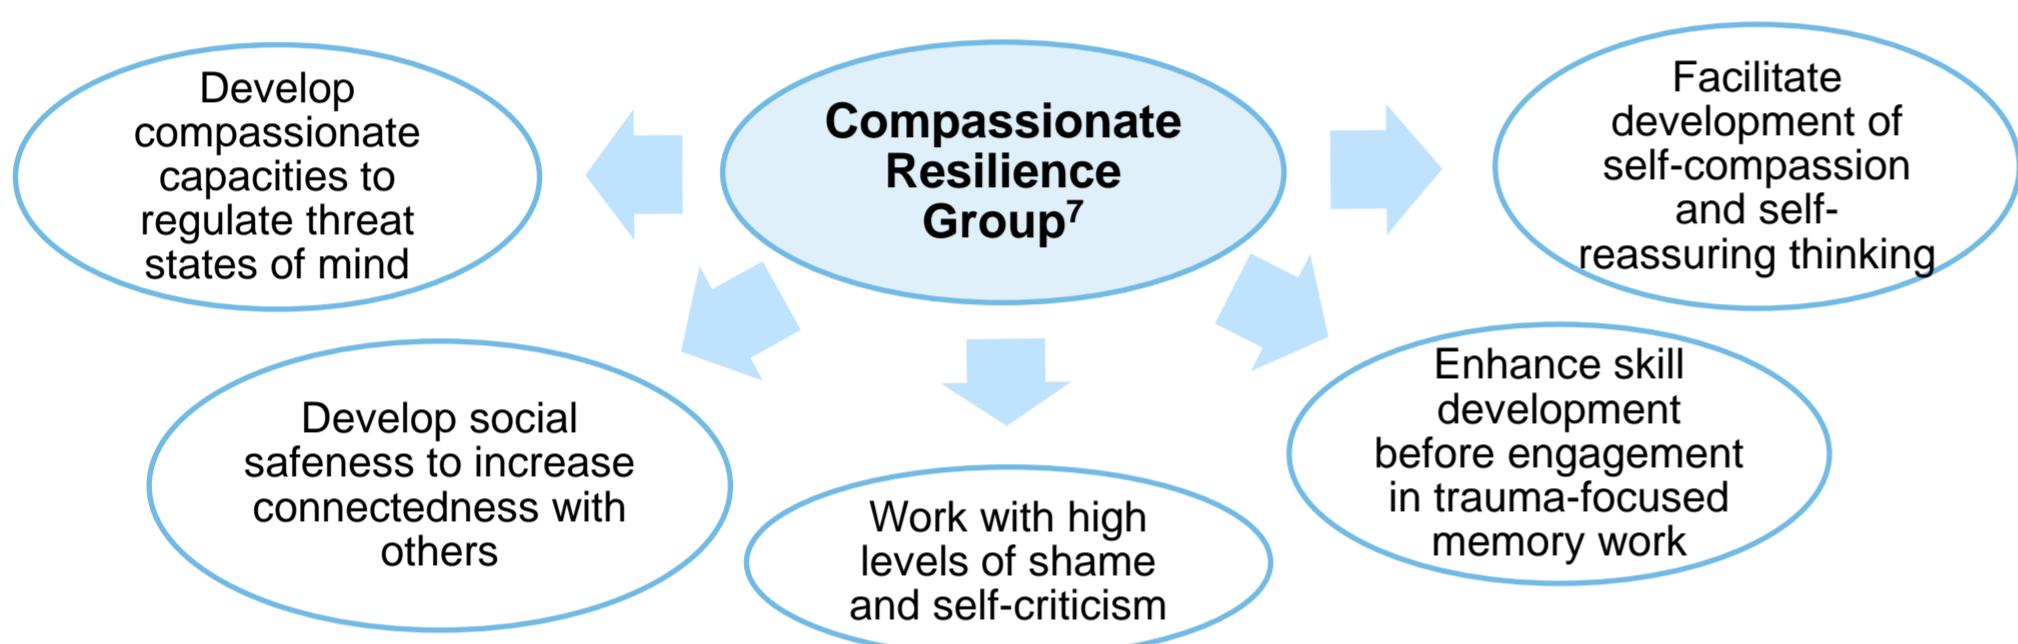 Develop
compassionate
capacities to
regulate threat
states of mind
Compassionate
Resilience
Group⁷
Facilitate
development of
self-compassion
and self-
reassuring thinking
Develop social
safeness to increase
connectedness with
others
Work with high
levels of shame
and self-criticism
Enhance skill
development
before engagement
in trauma-focused
memory work